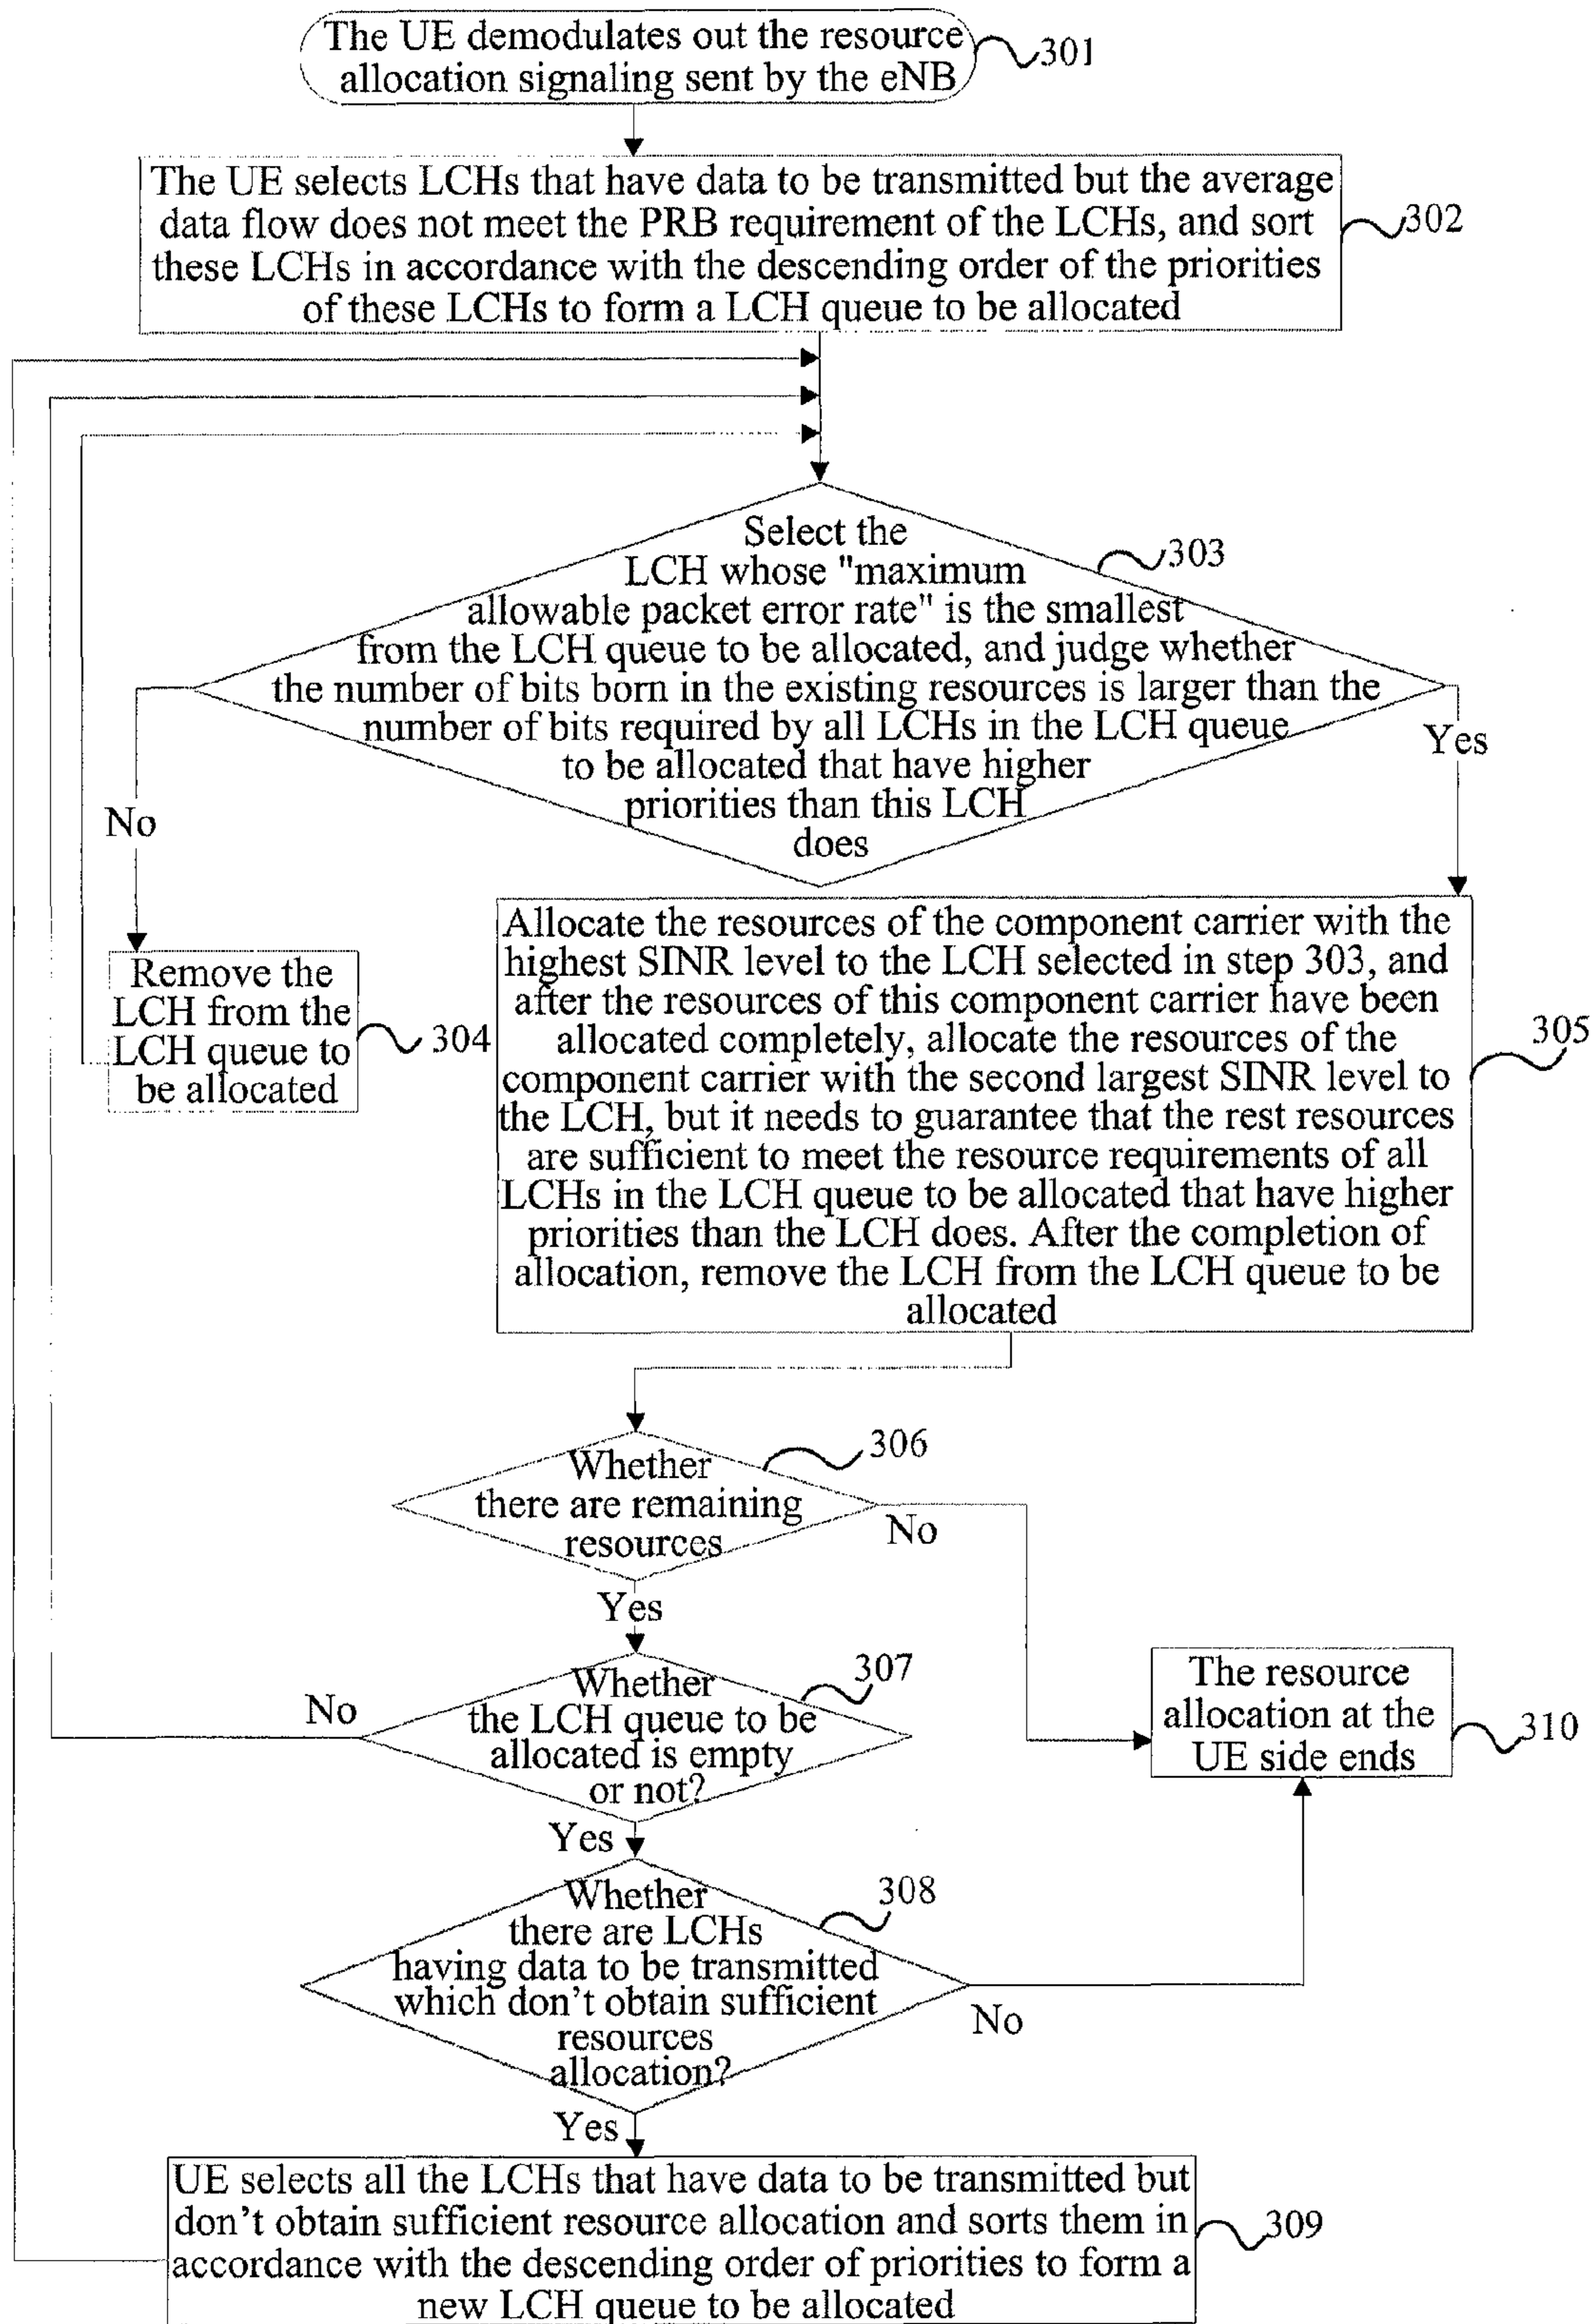 The UE demodulates out the resource
allocation signaling sent by the eNB
301
The UE selects LCHs that have data to be transmitted but the average
data flow does not meet the PRB requirement of the LCHs, and sort
these LCHs in accordance with the descending order of the priorities
of these LCHs to form a LCH queue to be allocated
302
Select the
LCH whose "maximum
allowable packet error rate" is the smallest
from the LCH queue to be allocated, and judge whether
the number of bits born in the existing resources is larger than the
number of bits required by all LCHs in the LCH queue
to be allocated that have higher
priorities than this LCH
does
303
Yes
No
Remove the
LCH from the
LCH queue to
be allocated
304
Allocate the resources of the component carrier with the
highest SINR level to the LCH selected in step 303, and
after the resources of this component carrier have been
allocated completely, allocate the resources of the
component carrier with the second largest SINR level to
the LCH, but it needs to guarantee that the rest resources
are sufficient to meet the resource requirements of all
LCHs in the LCH queue to be allocated that have higher
priorities than the LCH does. After the completion of
allocation, remove the LCH from the LCH queue to be
allocated
305
Whether
there are remaining
resources
306
No
Yes
Whether
the LCH queue to be
allocated is empty
or not?
307
No
Yes
The resource
allocation at the
UE side ends
310
Whether
there are LCHs
having data to be transmitted
which don't obtain sufficient
resources
allocation?
308
No
Yes
UE selects all the LCHs that have data to be transmitted but
don't obtain sufficient resource allocation and sorts them in
accordance with the descending order of priorities to form a
new LCH queue to be allocated
309